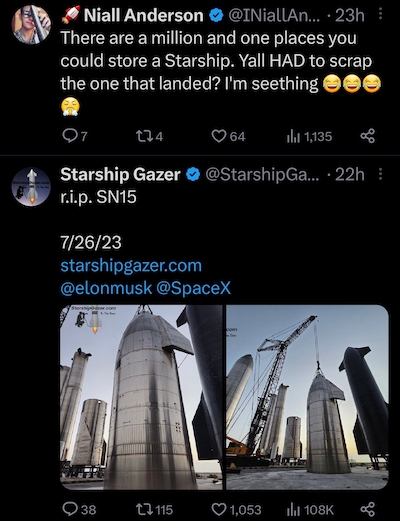 🚀 Niall Anderson @INiallAn... · 23h
There are a million and one places you
could store a Starship. Yall HAD to scrap
the one that landed? I'm seething 😂😂😂
😤
7 4 64 1,135
Starship Gazer @StarshipGa... · 22h
r.i.p. SN15
7/26/23
starshipgazer.com
@elonmusk @SpaceX
StarshipGazer.com
38 115 1,053 108K